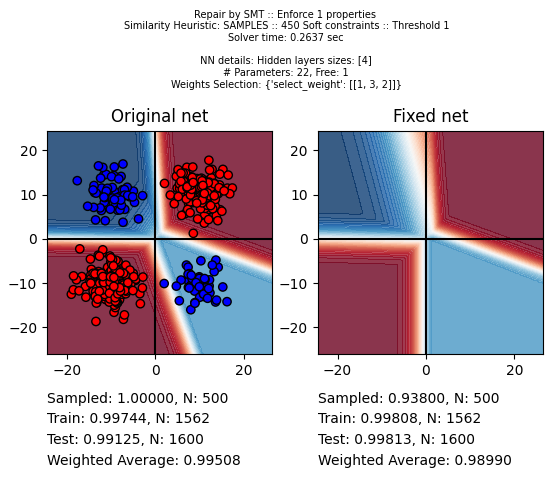 Repair by SMT :: Enforce 1 properties
Similarity Heuristic: SAMPLES :: 450 Soft constraints :: Threshold 1
Solver time: 0.2637 sec
NN details: Hidden layers sizes: [4]
# Parameters: 22, Free: 1
Weights Selection: {'select_weight': [[1, 3, 2]]}
Original net
Fixed net
20
10
0
−10
−20
−20
0
20
20
10
0
−10
−20
−20
0
20
Sampled: 1.00000, N: 500
Train: 0.99744, N: 1562
Test: 0.99125, N: 1600
Weighted Average: 0.99508
Sampled: 0.93800, N: 500
Train: 0.99808, N: 1562
Test: 0.99813, N: 1600
Weighted Average: 0.98990